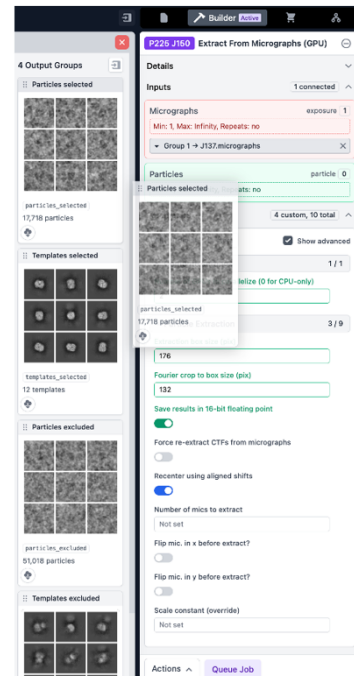 Builder Active
P225 J150 Extract From Micrographs (GPU)
4 Output Groups
Particles selected
particles_selected
17,718 particles
Templates selected
templates_selected
12 templates
Particles excluded
particles_excluded
51,018 particles
Templates excluded
Details
Inputs
1 connected
Micrographs
exposure 1
Min: 1, Max: Infinity, Repeats: no
Group 1 → J137.micrographs
Particles
particle 0
Particles selected
particles_selected
17,718 particles
4 custom, 10 total
Show advanced
1 / 1
(0 for CPU-only)
3 / 9
176
Fourier crop to box size (pix)
132
Save results in 16-bit floating point
Force re-extract CTFs from micrographs
Recenter using aligned shifts
Number of mics to extract
Not set
Flip mic. in x before extract?
Flip mic. in y before extract?
Scale constant (override)
Not set
Actions
Queue Job